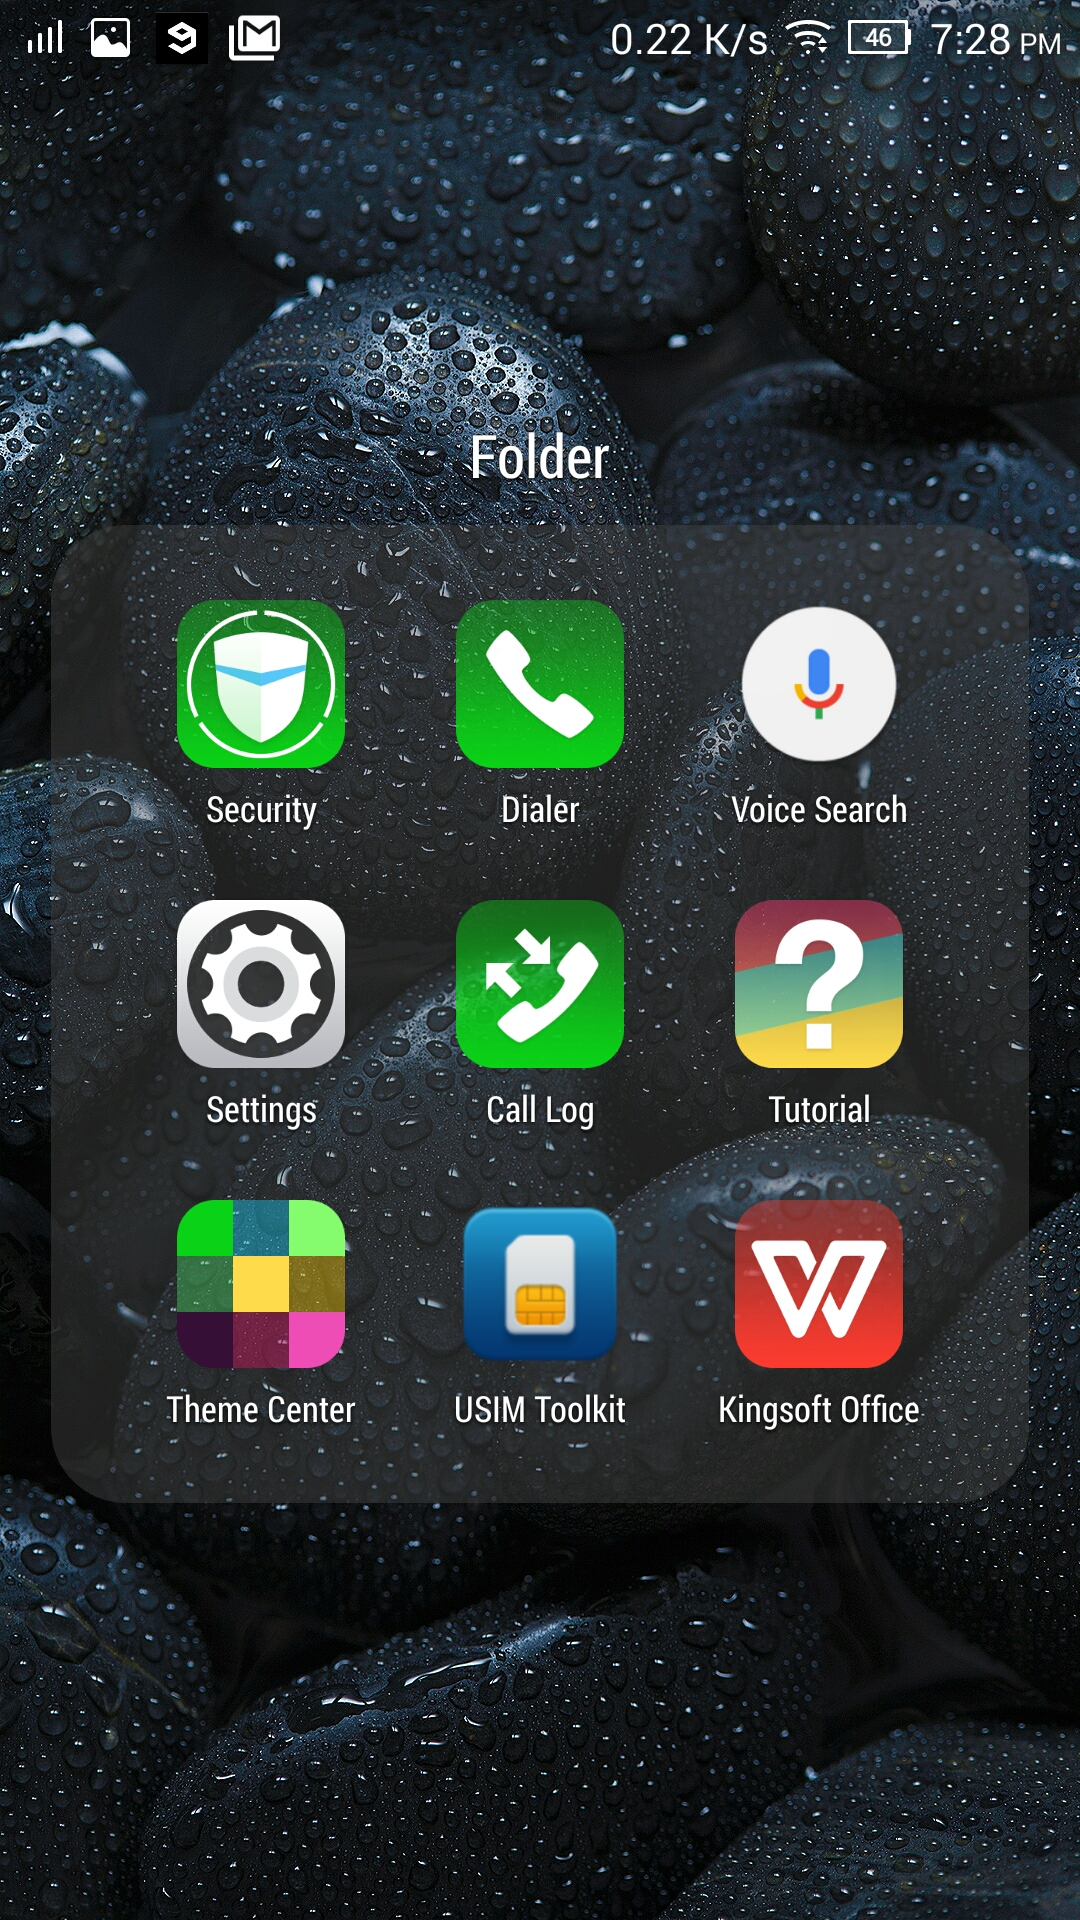 0.22 K/s 46 7:28 PM
Folder
Security Dialer Voice Search
Settings Call Log Tutorial
Theme Center USIM Toolkit Kingsoft Office